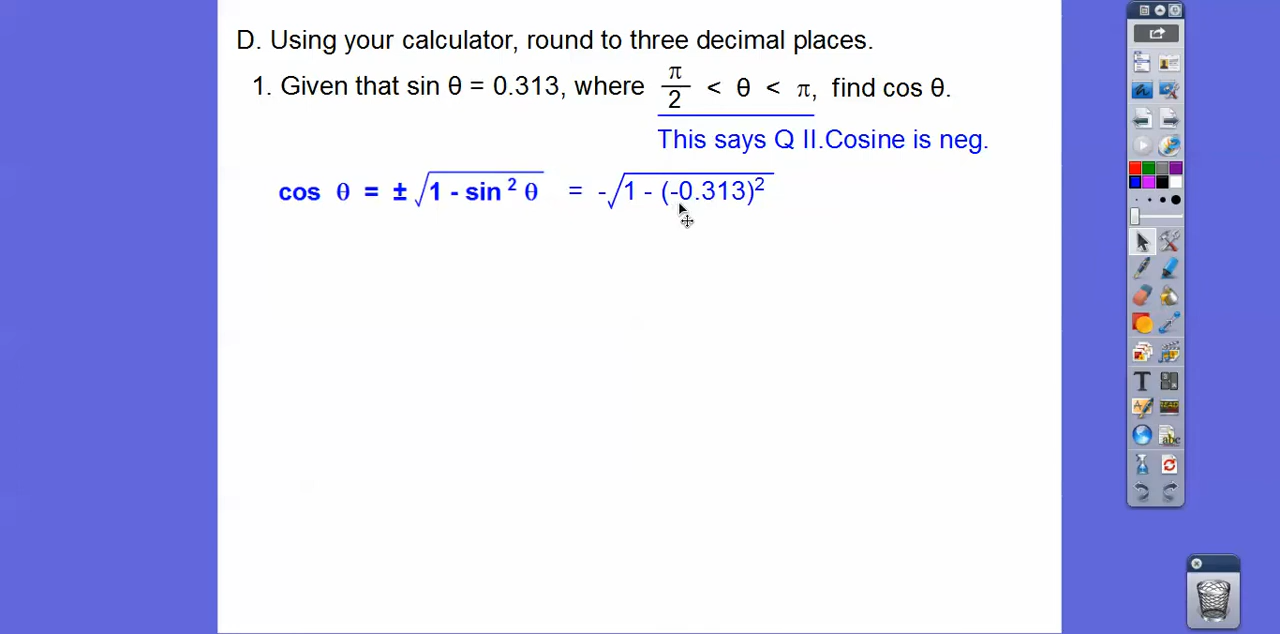 D. Using your calculator, round to three decimal places.
1. Given that sin θ = 0.313, where π/2 < θ < π, find cos θ.
This says Q II.Cosine is neg.
cos θ = ± √(1 - sin² θ) = -√(1 - (-0.313)²)